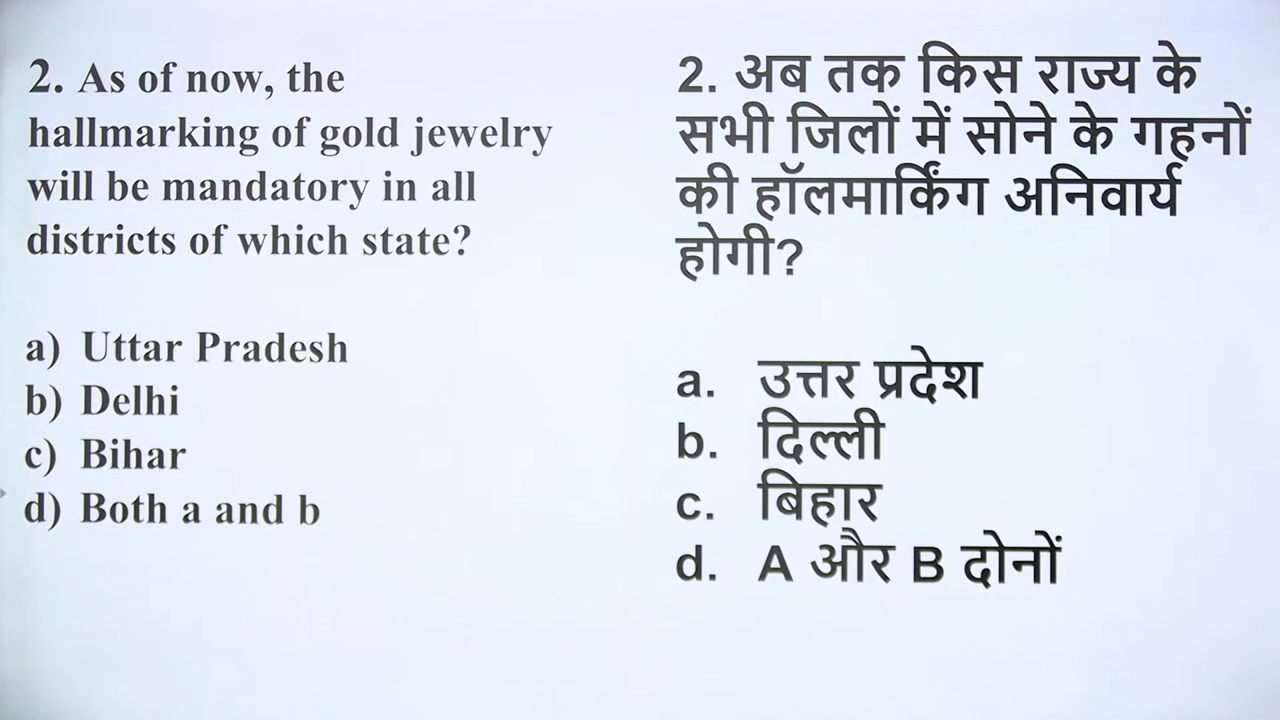 2. As of now, the
hallmarking of gold jewelry
will be mandatory in all
districts of which state?
a) Uttar Pradesh
b) Delhi
c) Bihar
d) Both a and b
2. अब तक किस राज्य के
सभी जिलों में सोने के गहनों
की हॉलमार्किंग अनिवार्य
होगी?
a. उत्तर प्रदेश
b. दिल्ली
c. बिहार
d. A और B दोनों